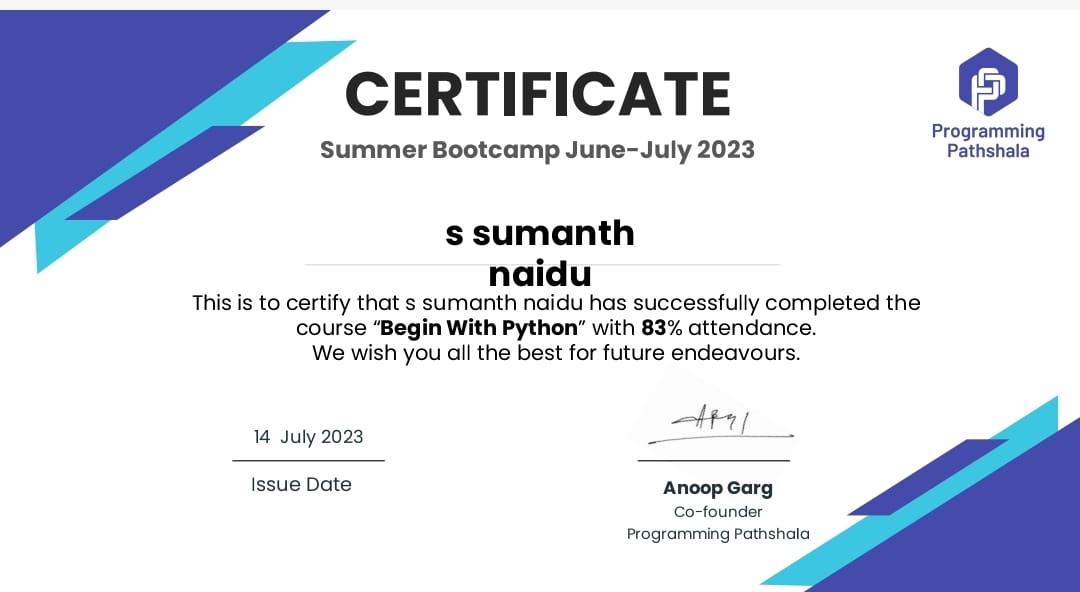 CERTIFICATE
Summer Bootcamp June-July 2023
Programming
Pathshala
s sumanth
naidu
This is to certify that s sumanth naidu has successfully completed the
course “Begin With Python” with 83% attendance.
We wish you all the best for future endeavours.
14 July 2023
Issue Date
Anoop Garg
Co-founder
Programming Pathshala